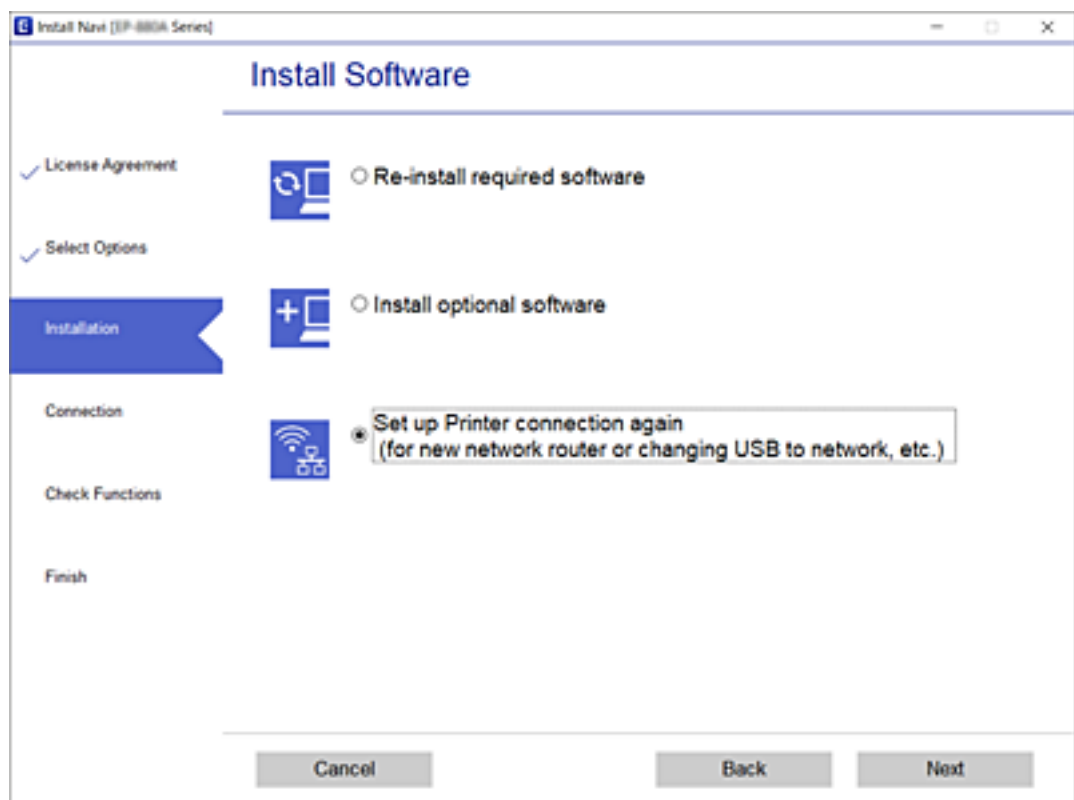 Install Navi [EP- Series]
Install Software
License Agreement
Select Options
Installation
Connection
Check Functions
Finish
Re-install required software
Install optional software
Set up Printer connection again
(for new network router or changing USB to network, etc.)
Cancel
Back
Next